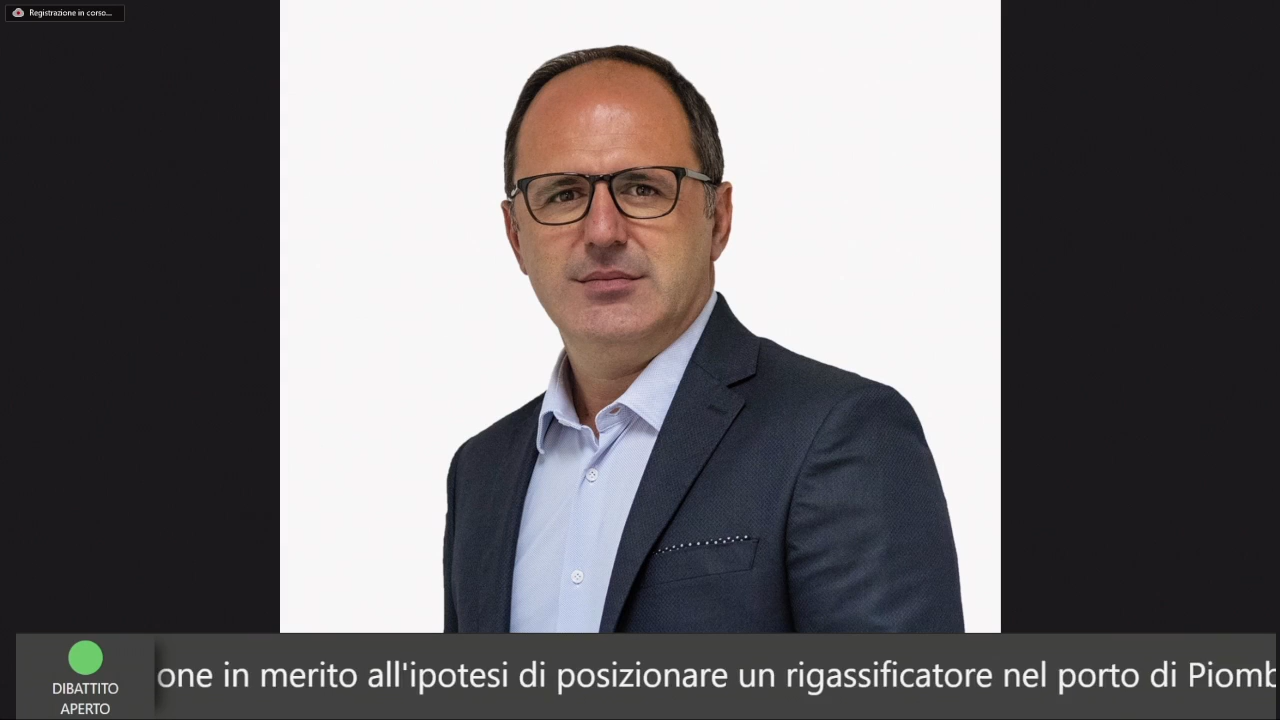 Registrazione in corso...
DIBATTITO
APERTO
one in merito all'ipotesi di posizionare un rigassificatore nel porto di Piomb